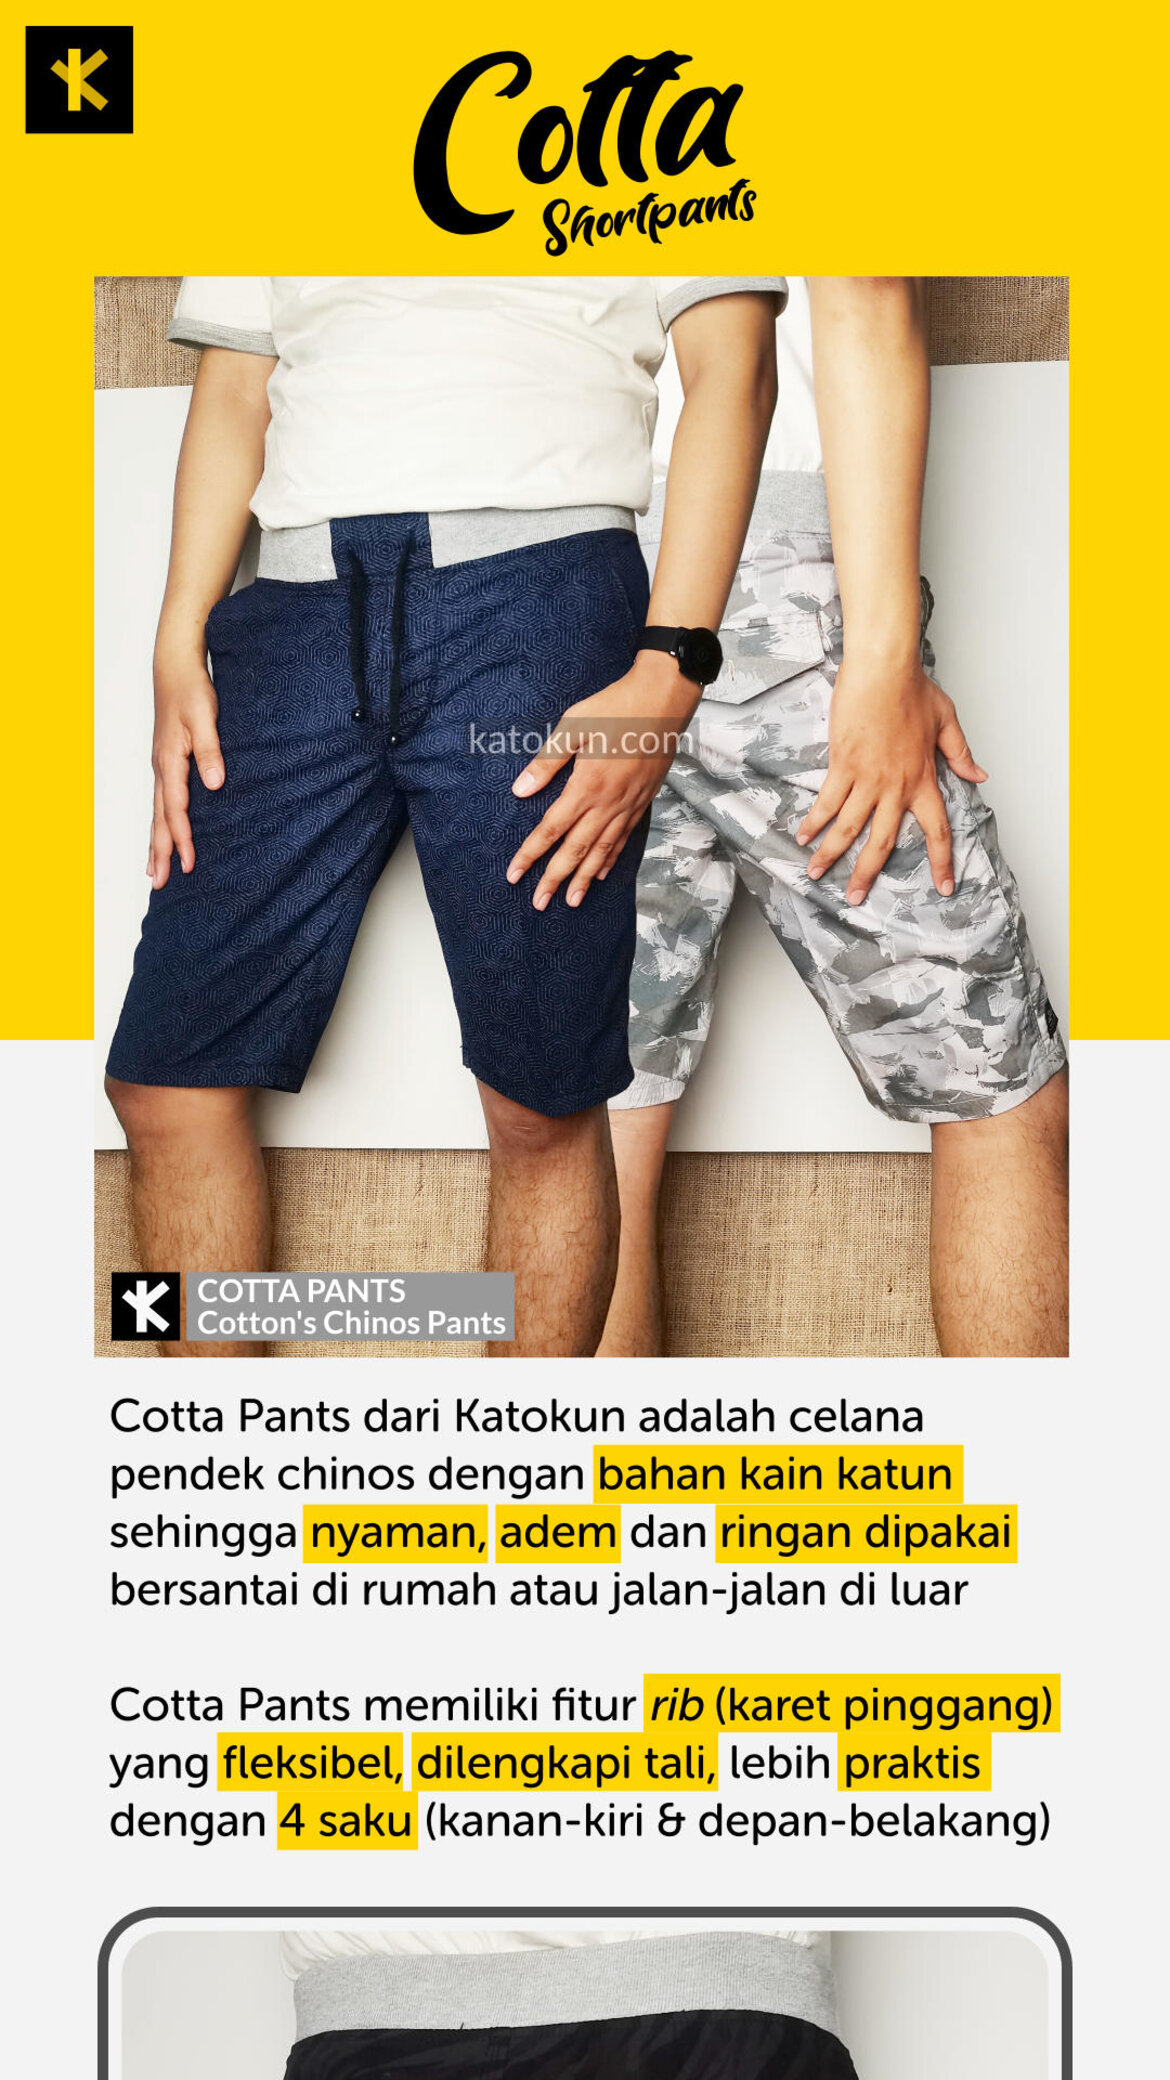 Cotta
Shortpants
katokun.com
COTTA PANTS
Cotton's Chinos Pants
Cotta Pants dari Katokun adalah celana
pendek chinos dengan bahan kain katun
sehingga nyaman, adem dan ringan dipakai
bersantai di rumah atau jalan-jalan di luar
Cotta Pants memiliki fitur rib (karet pinggang)
yang fleksibel, dilengkapi tali, lebih praktis
dengan 4 saku (kanan-kiri & depan-belakang)